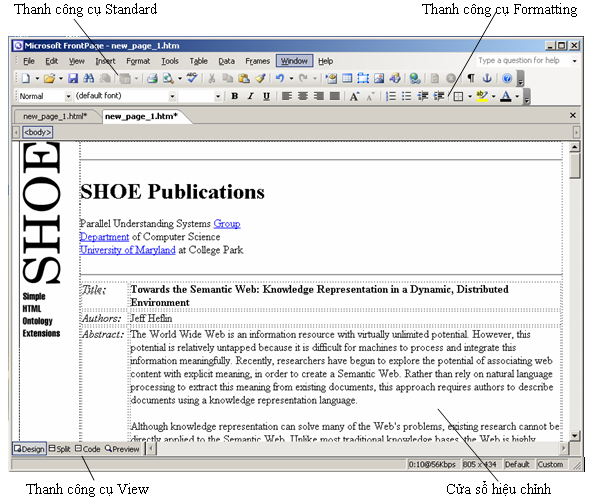 Thanh công cụ Standard
Thanh công cụ Formatting
Microsoft FrontPage - new_page_1.htm
File Edit View Insert Format Tools Table Data Frames Window Help
Type a question for help
Normal (default font) B I U A A A
new_page_1.html* new_page_1.htm*
<body>
SHOE
Simple
HTML
Ontology
Extensions
SHOE Publications
Parallel Understanding Systems Group
Department of Computer Science
University of Maryland at College Park
Title: Towards the Semantic Web: Knowledge Representation in a Dynamic, Distributed
Environment
Authors: Jeff Heflin
Abstract: The World Wide Web is an information resource with virtually unlimited potential. However, this
potential is relatively untapped because it is difficult for machines to process and integrate this
information meaningfully. Recently, researchers have begun to explore the potential of associating web
content with explicit meaning, in order to create a Semantic Web. Rather than rely on natural language
processing to extract this meaning from existing documents, this approach requires authors to describe
documents using a knowledge representation language.
Although knowledge representation can solve many of the Web's problems, existing research cannot be
directly applied to the Semantic Web. Unlike most traditional knowledge bases, the Web is highly
Design Split Code Preview
0:10@56Kbps 805 x 434 Default Custom
Thanh công cụ View
Cửa sổ hiệu chỉnh